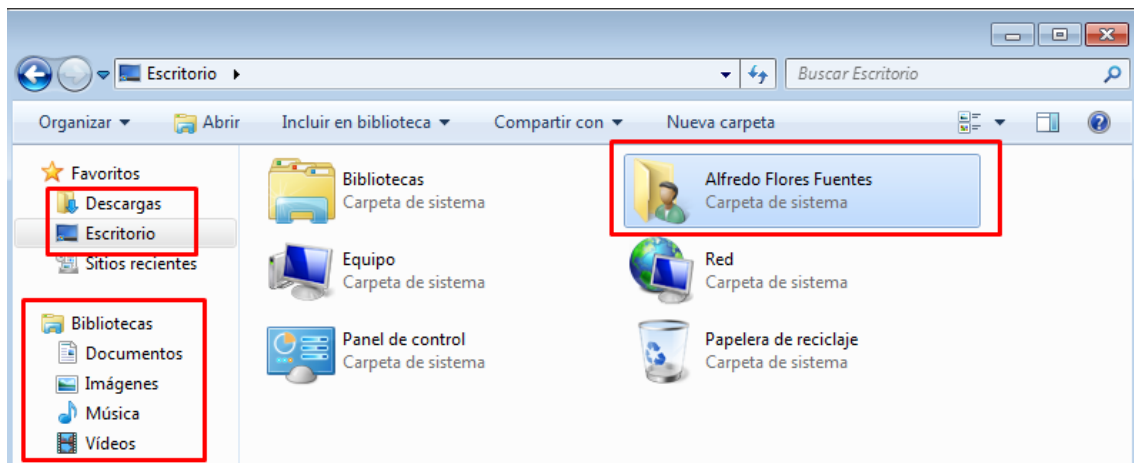 Escritorio
Buscar Escritorio
Organizar
Abrir
Incluir en biblioteca
Compartir con
Nueva carpeta
Favoritos
Descargas
Escritorio
Sitios recientes
Bibliotecas
Documentos
Imágenes
Música
Vídeos
Bibliotecas
Carpeta de sistema
Alfredo Flores Fuentes
Carpeta de sistema
Equipo
Carpeta de sistema
Red
Carpeta de sistema
Panel de control
Carpeta de sistema
Papelera de reciclaje
Carpeta de sistema